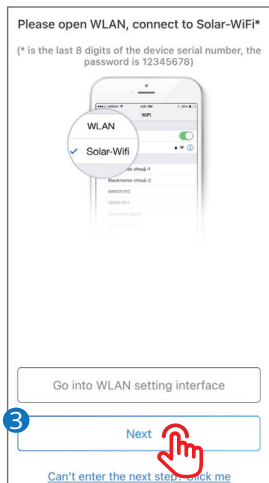 Please open WLAN, connect to Solar-WiFi*
(* is the last 8 digits of the device serial number, the
password is 12345678)
WiFi
WLAN
Solar-Wifi
Go into WLAN setting interface
3
Next
Can't enter the next step? Click me